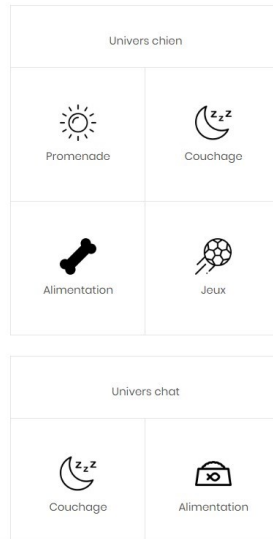 Univers chien
Promenade
Couchage
Alimentation
Jeux
Univers chat
Couchage
Alimentation